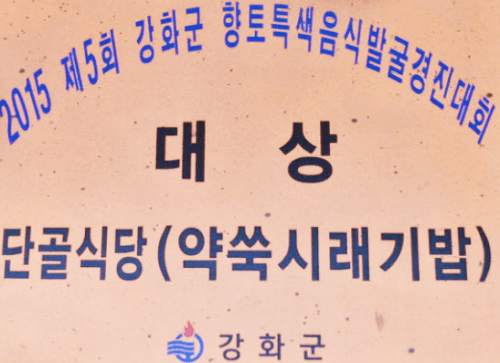 2015 제5회 강화군 향토특색음식발굴경진대회
대 상
단골식당(약쑥시래기밥)
강화군